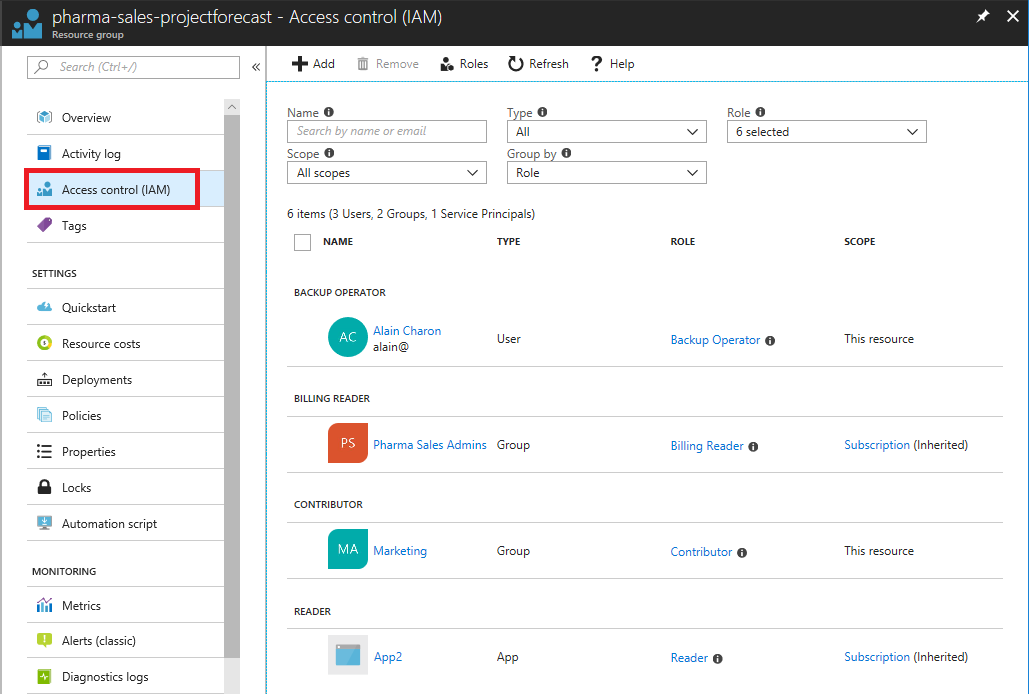 pharma-sales-projectforecast - Access control (IAM)
Resource group
Search (Ctrl+/)
«
Overview
Activity log
Access control (IAM)
Tags
SETTINGS
Quickstart
Resource costs
Deployments
Policies
Properties
Locks
Automation script
MONITORING
Metrics
Alerts (classic)
Diagnostics logs
Add Remove Roles Refresh ? Help
Name Type Role
Search by name or email All 6 selected
Scope Group by
All scopes Role
6 items (3 Users, 2 Groups, 1 Service Principals)
NAME TYPE ROLE SCOPE
BACKUP OPERATOR
AC Alain Charon
alain@ User Backup Operator This resource
BILLING READER
PS Pharma Sales Admins Group Billing Reader Subscription (Inherited)
CONTRIBUTOR
MA Marketing Group Contributor This resource
READER
App2 App Reader Subscription (Inherited)